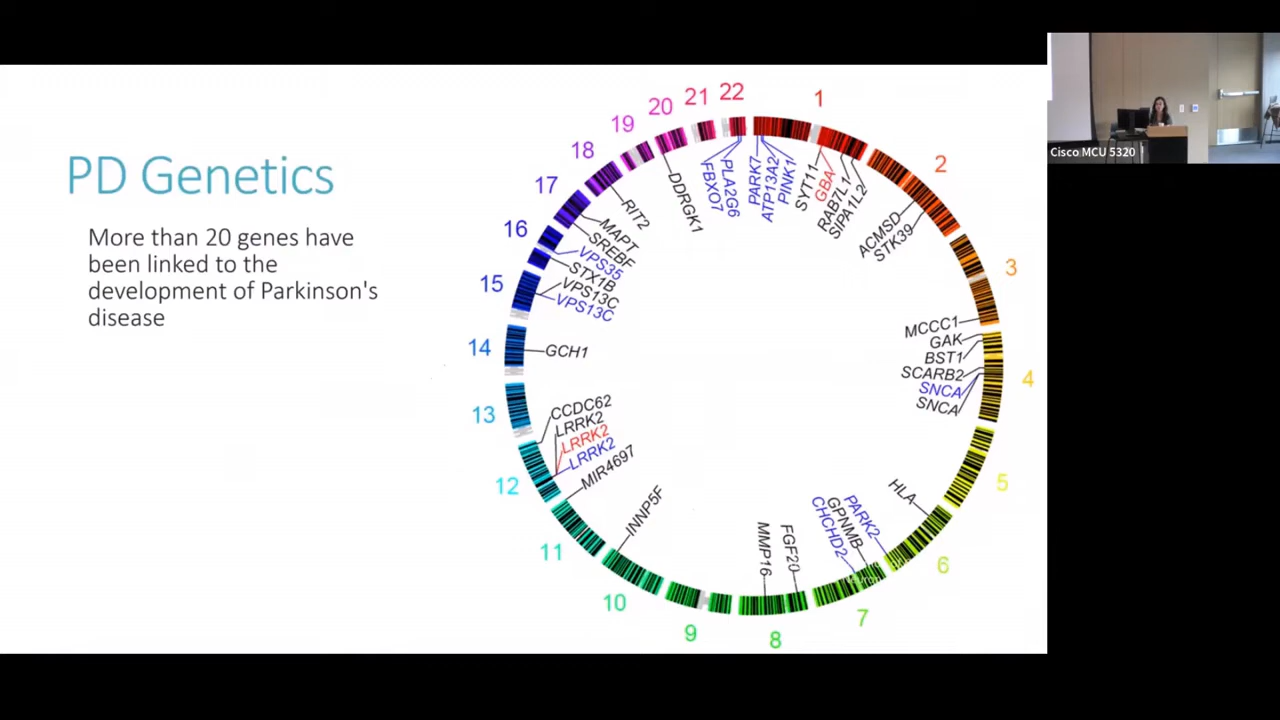 PD Genetics
More than 20 genes have
been linked to the
development of Parkinson's
disease
1
2
3
4
5
6
7
8
9
10
11
12
13
14
15
16
17
18
19
20
21
22
PARK7
ATP13A2
PINK1
SYT11
GBA
RAB7L1
SIPA1L2
ACMSD
STK39
MCCC1
GAK
BST1
SCARB2
SNCA
SNCA
HLA
PARK2
GPNMB
CHCHD2
FGF20
MMP16
INNP5F
MIR4697
LRRK2
LRRK2
LRRK2
CCDC62
GCH1
VPS13C
VPS13C
STX1B
VPS35
SREBF
MAPT
RIT2
DDRGK1
FBXO7
PLA2G6
Cisco MCU 5320